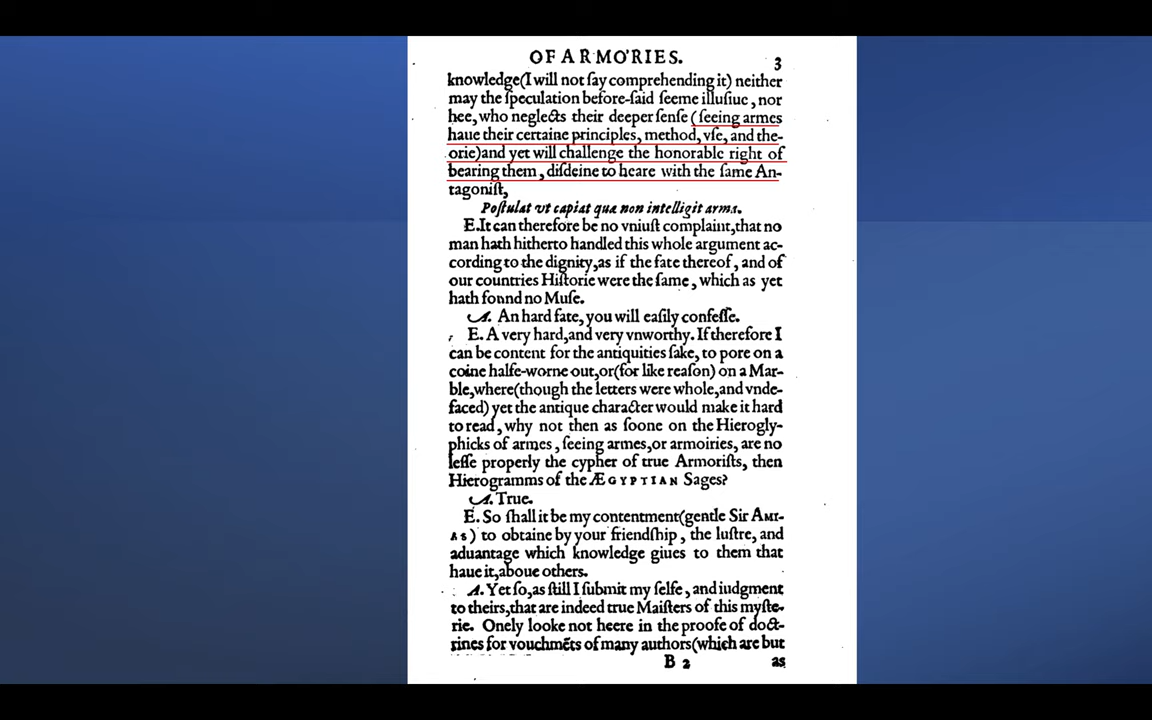 OF ARMORIES. 3
knowledge(I will not ſay comprehending it) neither
may the ſpeculation before-ſaid ſeeme illuſiue, nor
hee, who neglects their deeper ſenſe (ſeeing armes
haue their certaine principles, method, vſe, and the-
orie)and yet will challenge the honorable right of
bearing them, diſdeine to heare with the ſame An-
tagoniſt,
Poſtulat vt capiat quæ non intelligit arma.
E.It can therefore be no vniuſt complaint,that no
man hath hitherto handled this whole argument ac-
cording to the dignity,as if the fate thereof, and of
our countries Hiſtorie were the ſame, which as yet
hath found no Muſe.
A. An hard fate, you will eaſily confeſſe.
E. A very hard,and very vnworthy. If therefore I
can be content for the antiquities ſake, to pore on a
coine halfe-worne out,or(for like reaſon) on a Mar-
ble,where(though the letters were whole,and vnde-
faced) yet the antique character would make it hard
to read, why not then as ſoone on the Hierogly-
phicks of armes, ſeeing armes,or armoiries, are no
leſſe properly the cypher of true Armoriſts, then
Hierogramms of the ÆGYPTIAN Sages?
A. True.
E. So ſhall it be my contentment(gentle Sir AMI-
AS) to obtaine by your friendſhip, the luſtre, and
aduantage which knowledge giues to them that
haue it,aboue others.
A. Yet ſo,as ſtill I ſubmit my ſelfe, and iudgment
to theirs,that are indeed true Maiſters of this myſte-
rie. Onely looke not heere in the proofe of doct-
rines for vouchmẽts of many authors(which are but
B 2 as